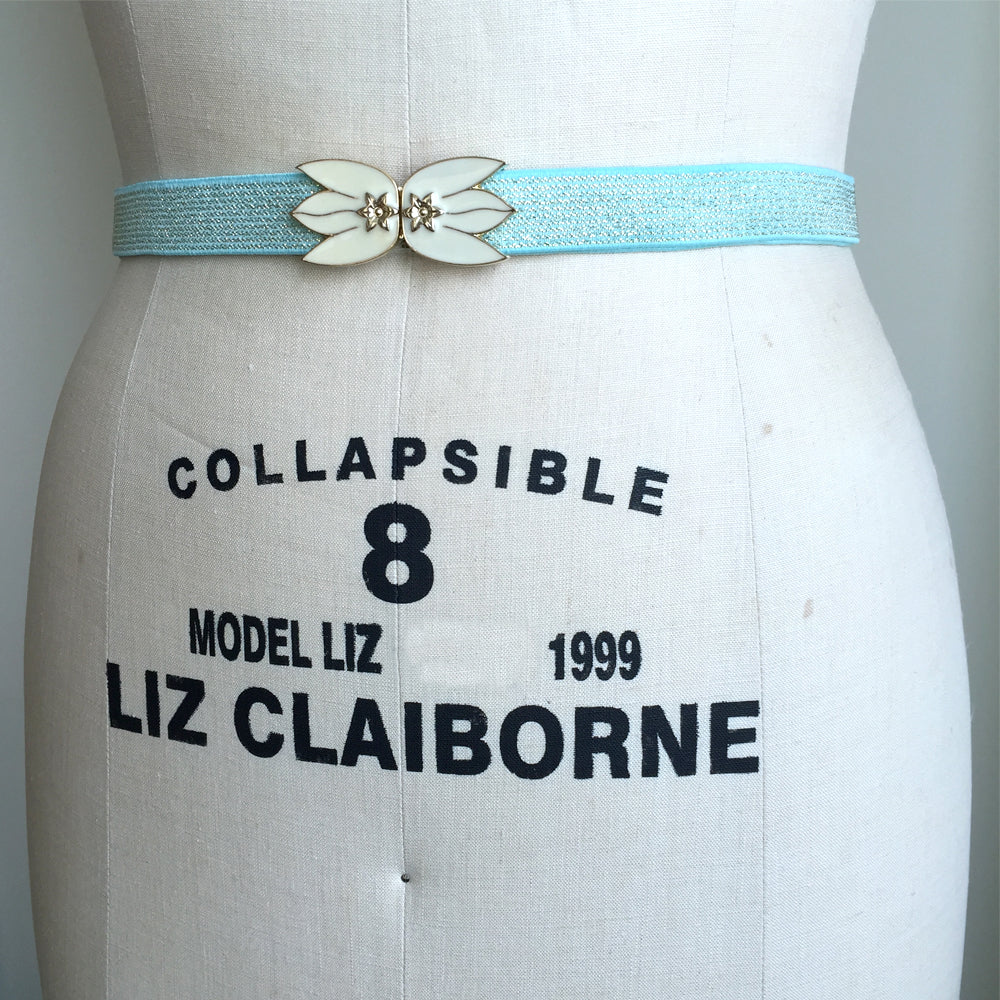 COLLAPSIBLE
8
MODEL LIZ 1999
LIZ CLAIBORNE